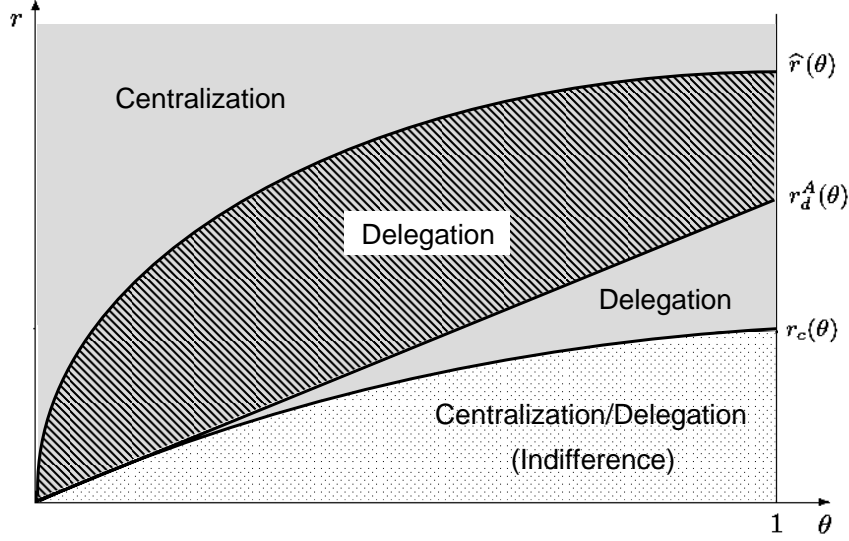 r
r̂(θ)
Centralization
r_d^A(θ)
Delegation
Delegation
r_c(θ)
Centralization/Delegation
(Indifference)
1
θ